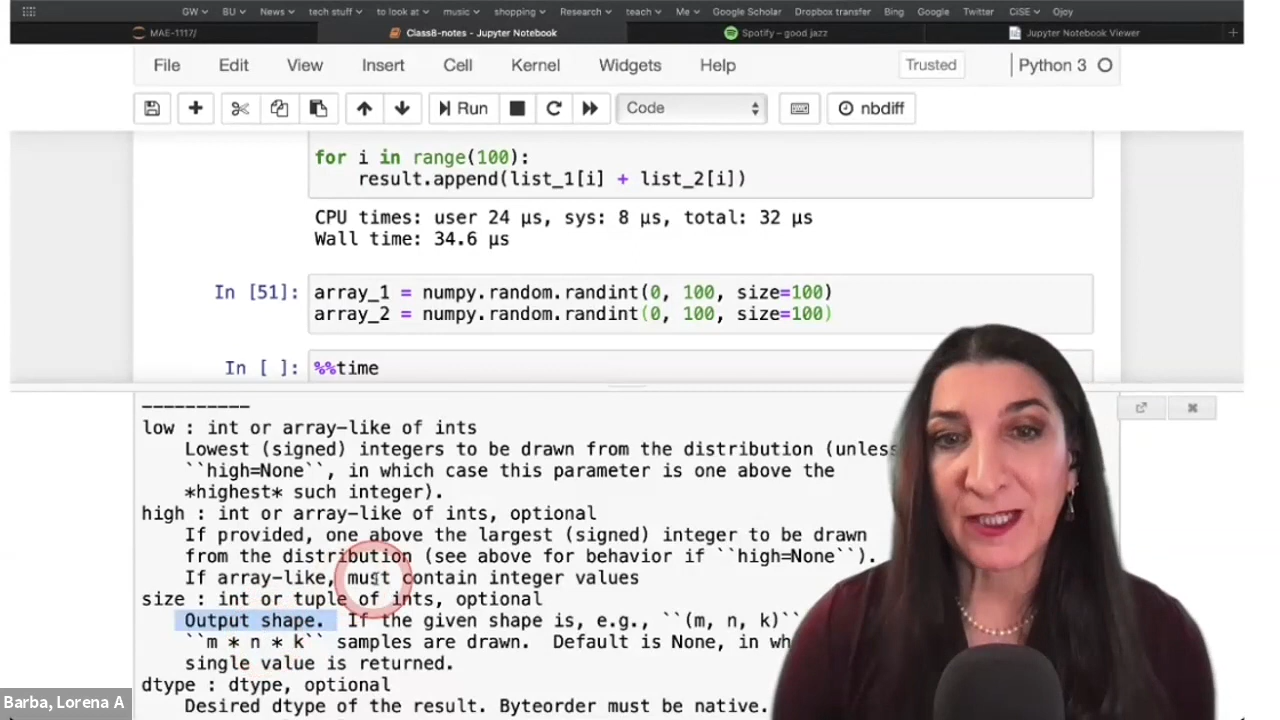 GW BU News tech stuff to look at music shopping Research teach Me Google Scholar Dropbox transfer Bing Google Twitter CiSE Ojoy
MAE-1117/ Class8-notes - Jupyter Notebook Spotify – good jazz Jupyter Notebook Viewer
File Edit View Insert Cell Kernel Widgets Help Trusted Python 3
Run Code nbdiff
for i in range(100):
result.append(list_1[i] + list_2[i])
CPU times: user 24 µs, sys: 8 µs, total: 32 µs
Wall time: 34.6 µs
In [51]: array_1 = numpy.random.randint(0, 100, size=100)
array_2 = numpy.random.randint(0, 100, size=100)
In [ ]: %%time
----------
low : int or array-like of ints
Lowest (signed) integers to be drawn from the distribution (unless
``high=None``, in which case this parameter is one above the
*highest* such integer).
high : int or array-like of ints, optional
If provided, one above the largest (signed) integer to be drawn
from the distribution (see above for behavior if ``high=None``).
If array-like, must contain integer values
size : int or tuple of ints, optional
Output shape. If the given shape is, e.g., ``(m, n, k)``
``m * n * k`` samples are drawn. Default is None, in wh
single value is returned.
dtype : dtype, optional
Desired dtype of the result. Byteorder must be native.
Barba, Lorena A